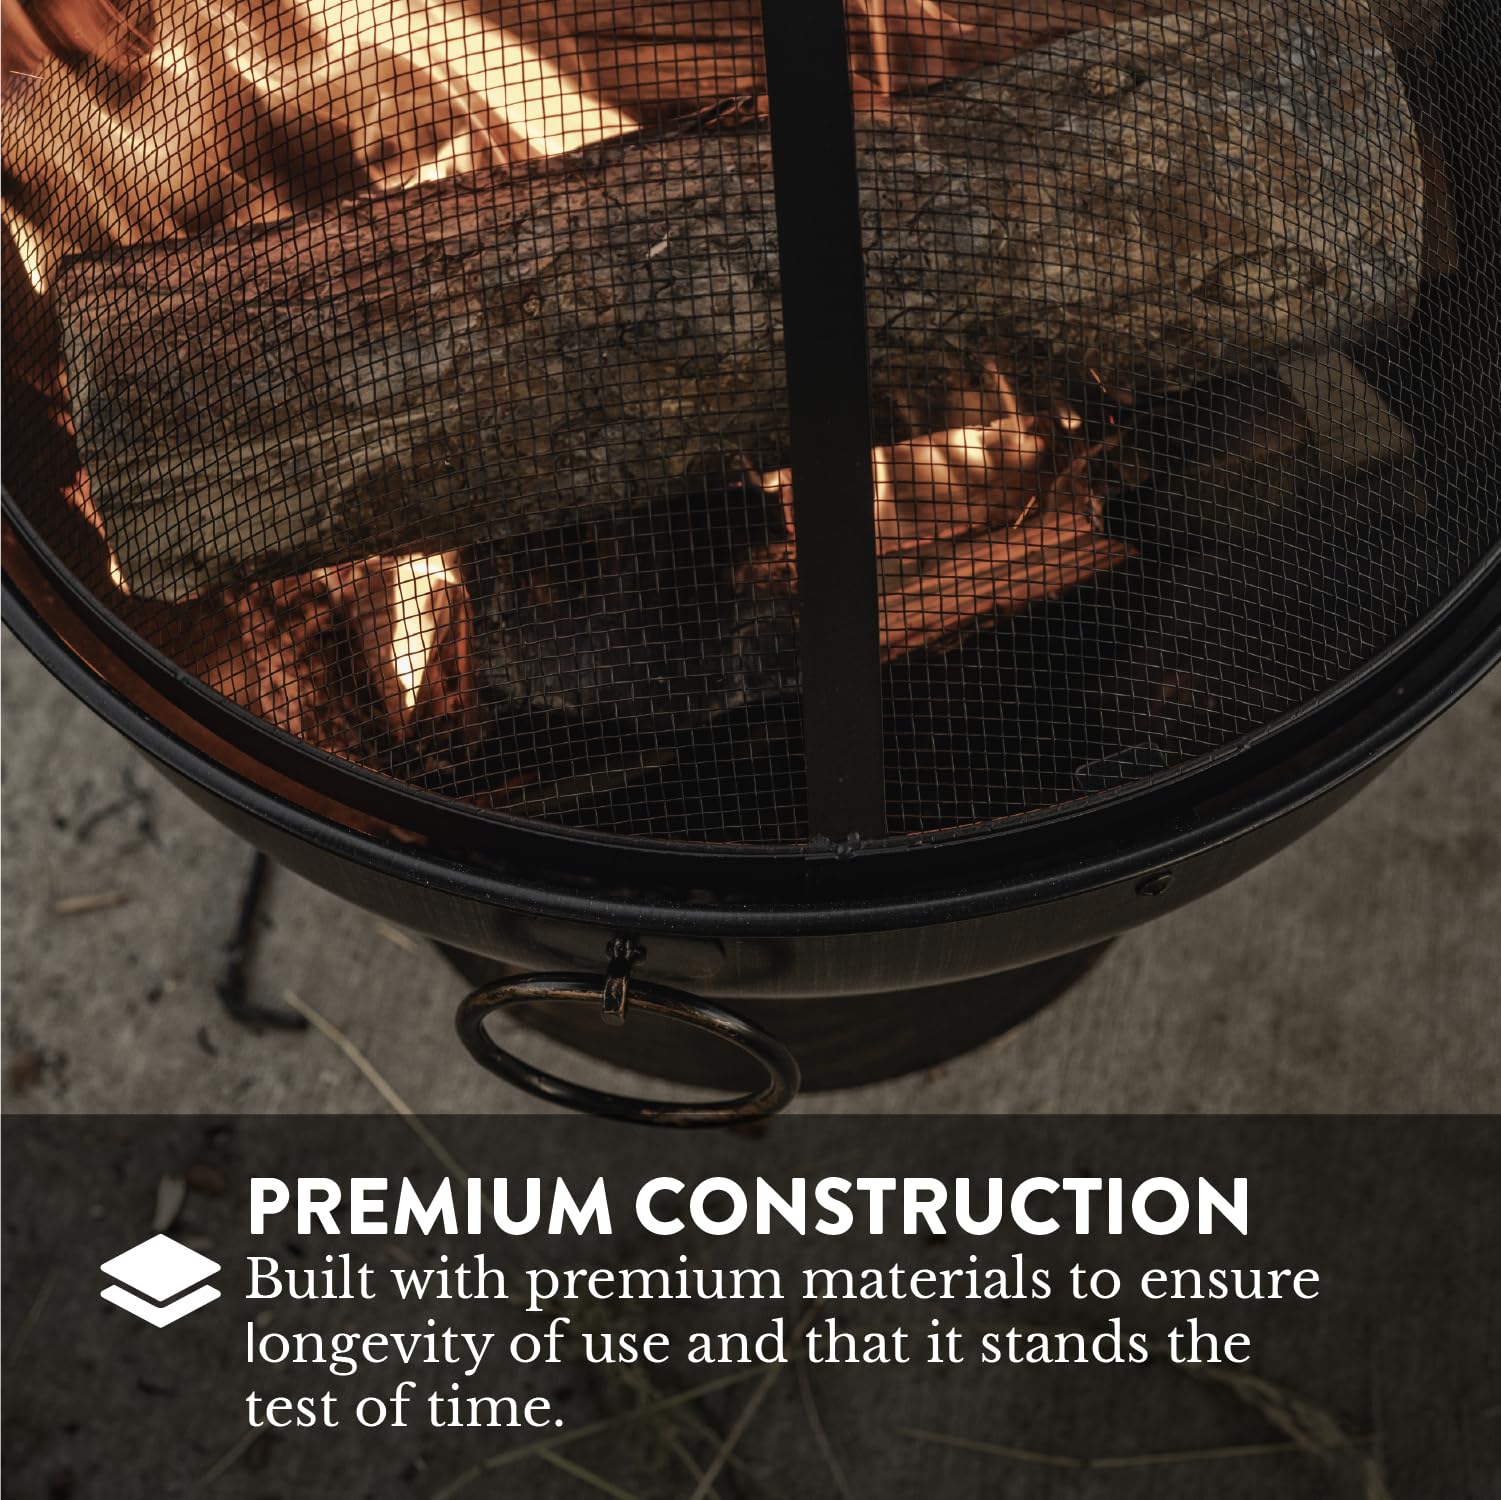 PREMIUM CONSTRUCTION
Built with premium materials to ensure
longevity of use and that it stands the
test of time.